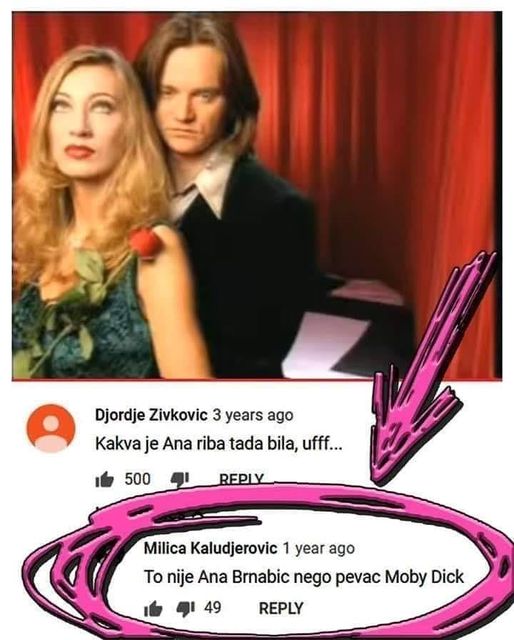 Djordje Zivkovic 3 years ago
Kakva je Ana riba tada bila, ufff...
500 REPLY
Milica Kaludjerovic 1 year ago
To nije Ana Brnabic nego pevac Moby Dick
49 REPLY